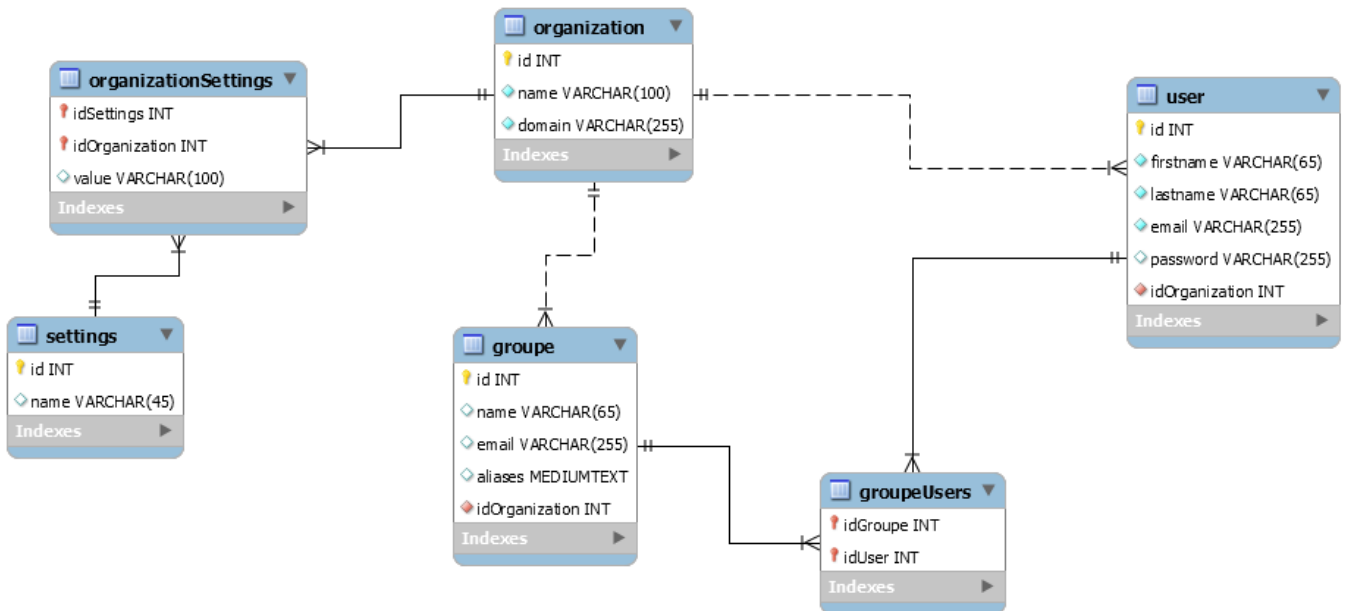 organization
id INT
name VARCHAR(100)
domain VARCHAR(255)
Indexes
organizationSettings
idSettings INT
idOrganization INT
value VARCHAR(100)
Indexes
user
id INT
firstname VARCHAR(65)
lastname VARCHAR(65)
email VARCHAR(255)
password VARCHAR(255)
idOrganization INT
Indexes
settings
id INT
name VARCHAR(45)
Indexes
groupe
id INT
name VARCHAR(65)
email VARCHAR(255)
aliases MEDIUMTEXT
idOrganization INT
Indexes
groupeUsers
idGroupe INT
idUser INT
Indexes